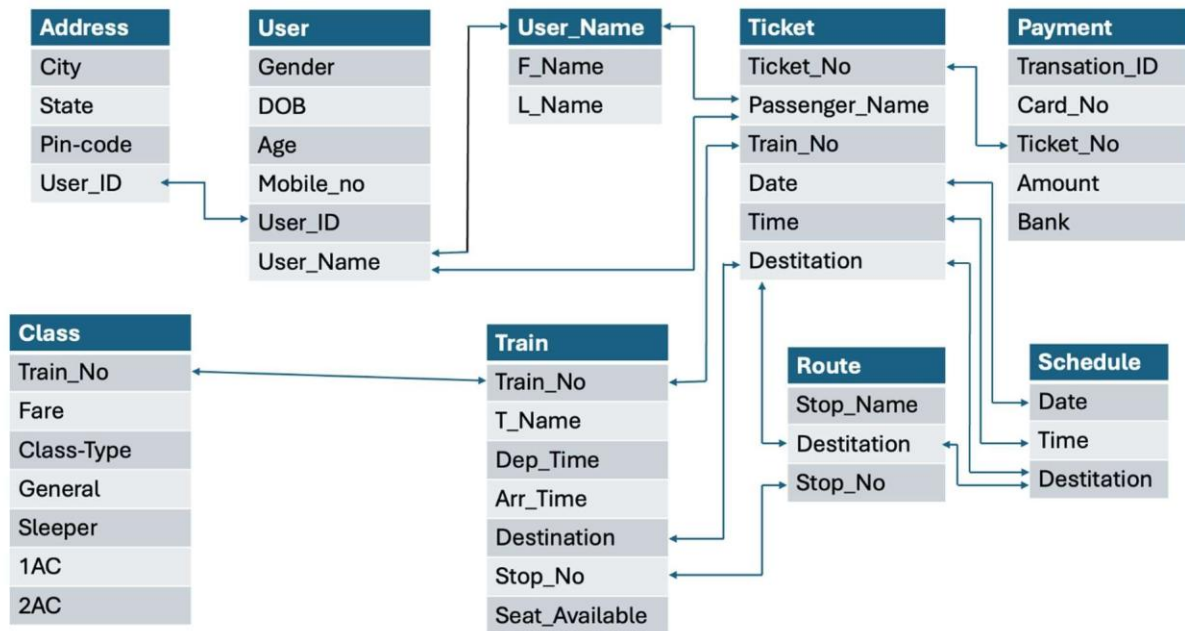 Address
City
State
Pin-code
User_ID
User
Gender
DOB
Age
Mobile_no
User_ID
User_Name
User_Name
F_Name
L_Name
Ticket
Ticket_No
Passenger_Name
Train_No
Date
Time
Destitation
Payment
Transation_ID
Card_No
Ticket_No
Amount
Bank
Class
Train_No
Fare
Class-Type
General
Sleeper
1AC
2AC
Train
Train_No
T_Name
Dep_Time
Arr_Time
Destination
Stop_No
Seat_Available
Route
Stop_Name
Destitation
Stop_No
Schedule
Date
Time
Destitation